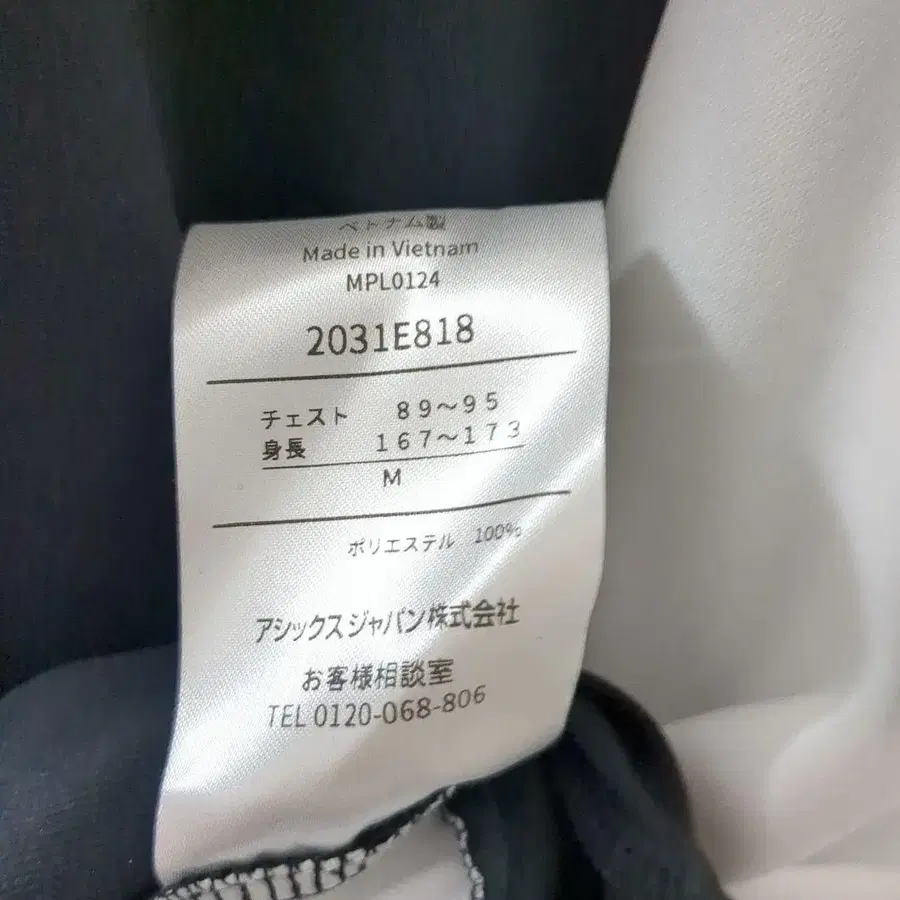 ベトナム製
Made in Vietnam
MPL0124
2031E818
チェスト 89～95
身長 167～173
M
ポリエステル 100%
アシックスジャパン株式会社
お客様相談室
TEL 0120-068-806